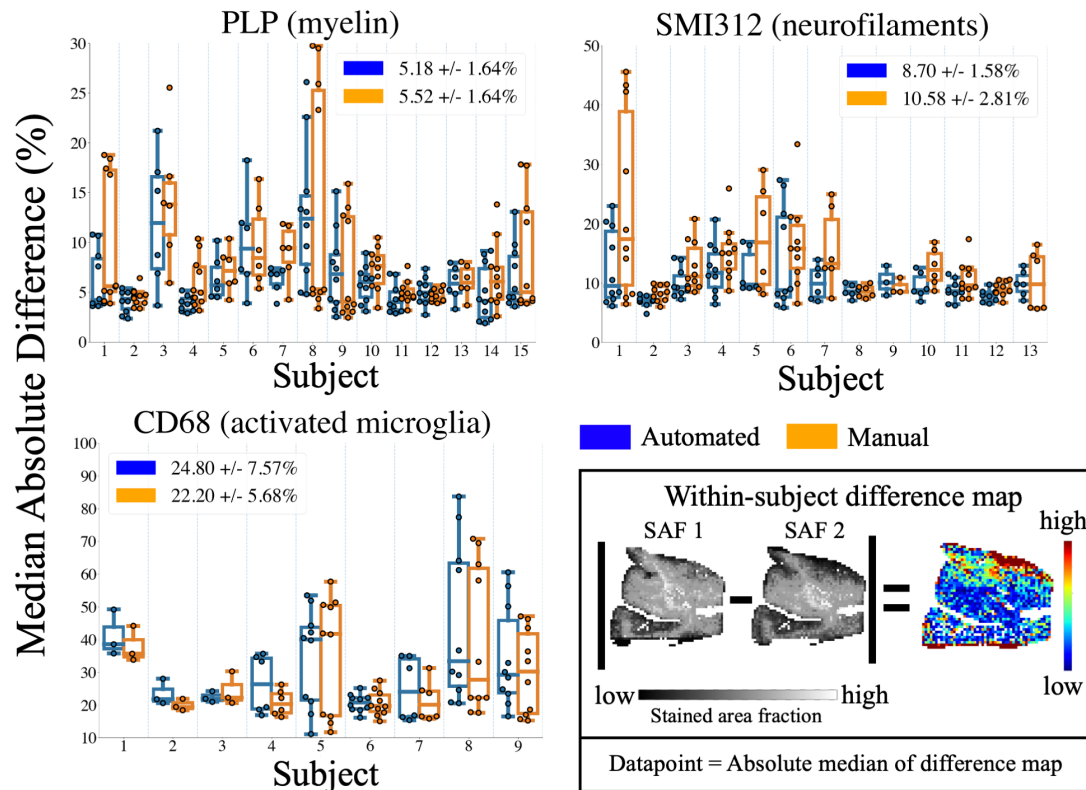 PLP (myelin)
SMI312 (neurofilaments)
Median Absolute Difference (%)
30
25
20
15
10
5
0
5.18 +/- 1.64%
5.52 +/- 1.64%
1 2 3 4 5 6 7 8 9 10 11 12 13 14 15
Subject
50
40
30
20
10
0
8.70 +/- 1.58%
10.58 +/- 2.81%
1 2 3 4 5 6 7 8 9 10 11 12 13
Subject
CD68 (activated microglia)
100
90
80
70
60
50
40
30
20
10
24.80 +/- 7.57%
22.20 +/- 5.68%
1 2 3 4 5 6 7 8 9
Subject
Automated Manual
Within-subject difference map
SAF 1 SAF 2
high
low
low high
Stained area fraction
Datapoint = Absolute median of difference map